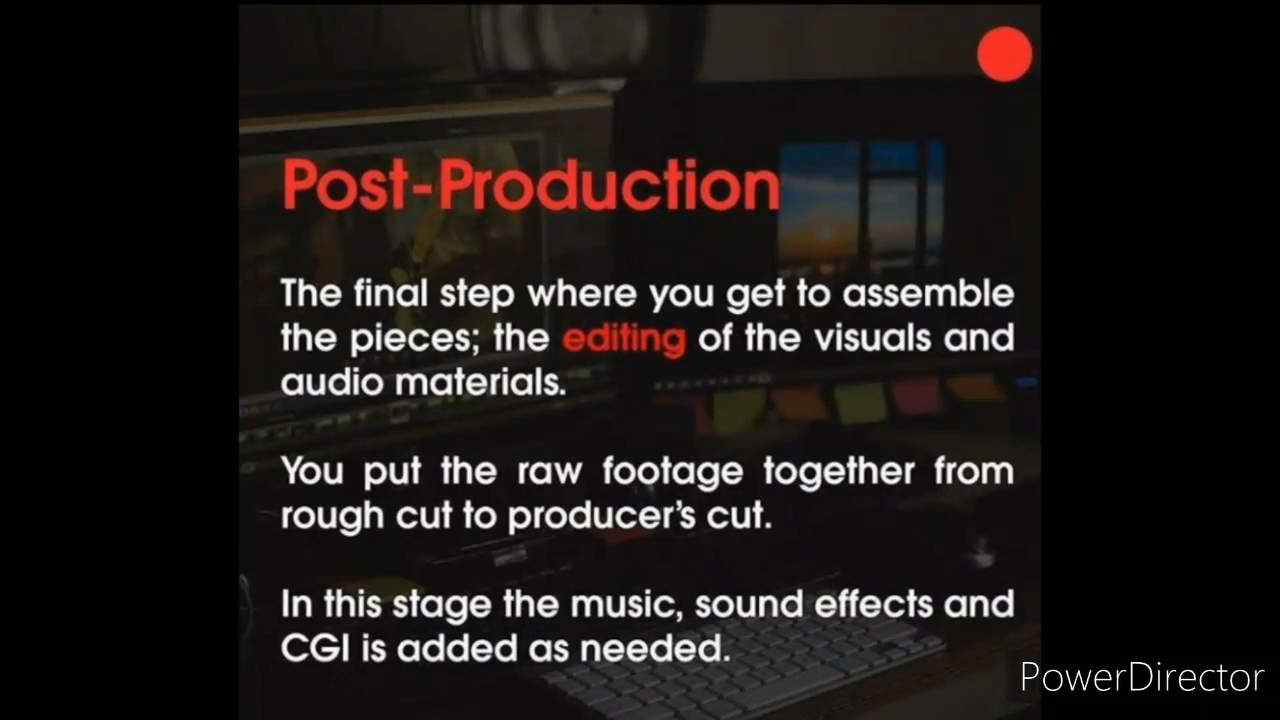 Post-Production
The final step where you get to assemble
the pieces; the editing of the visuals and
audio materials.
You put the raw footage together from
rough cut to producer's cut.
In this stage the music, sound effects and
CGI is added as needed.
PowerDirector